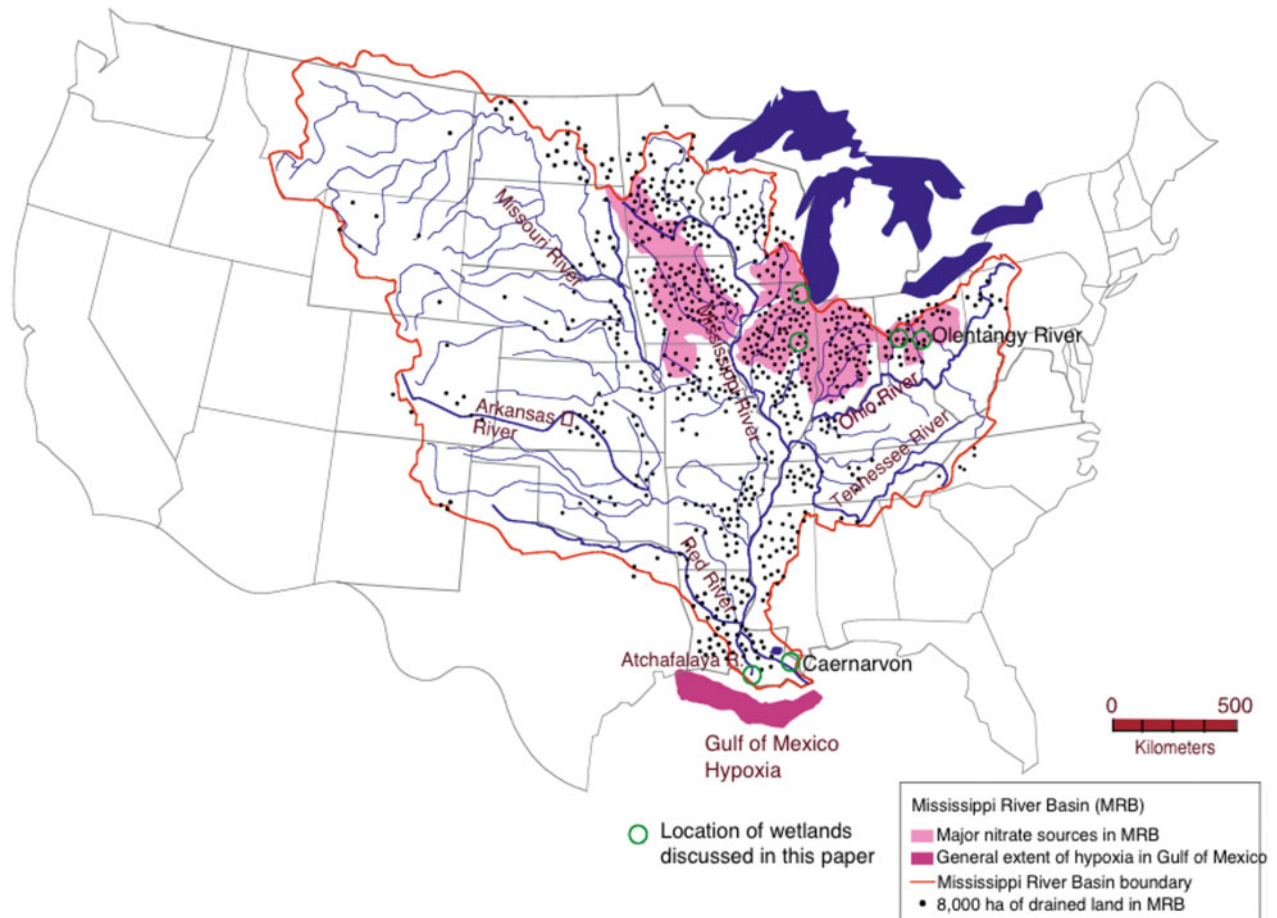 Missouri River
Mississippi River
Olentangy River
Ohio River
Arkansas
River
Tennessee River
Red River
Atchafalaya R.
Caernarvon
0 500
Kilometers
Gulf of Mexico
Hypoxia
Location of wetlands
discussed in this paper
Mississippi River Basin (MRB)
Major nitrate sources in MRB
General extent of hypoxia in Gulf of Mexico
Mississippi River Basin boundary
8,000 ha of drained land in MRB